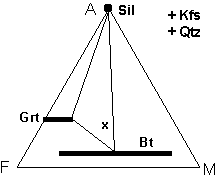 A Sil + Kfs
+ Qtz
Grt
x
Bt
F M